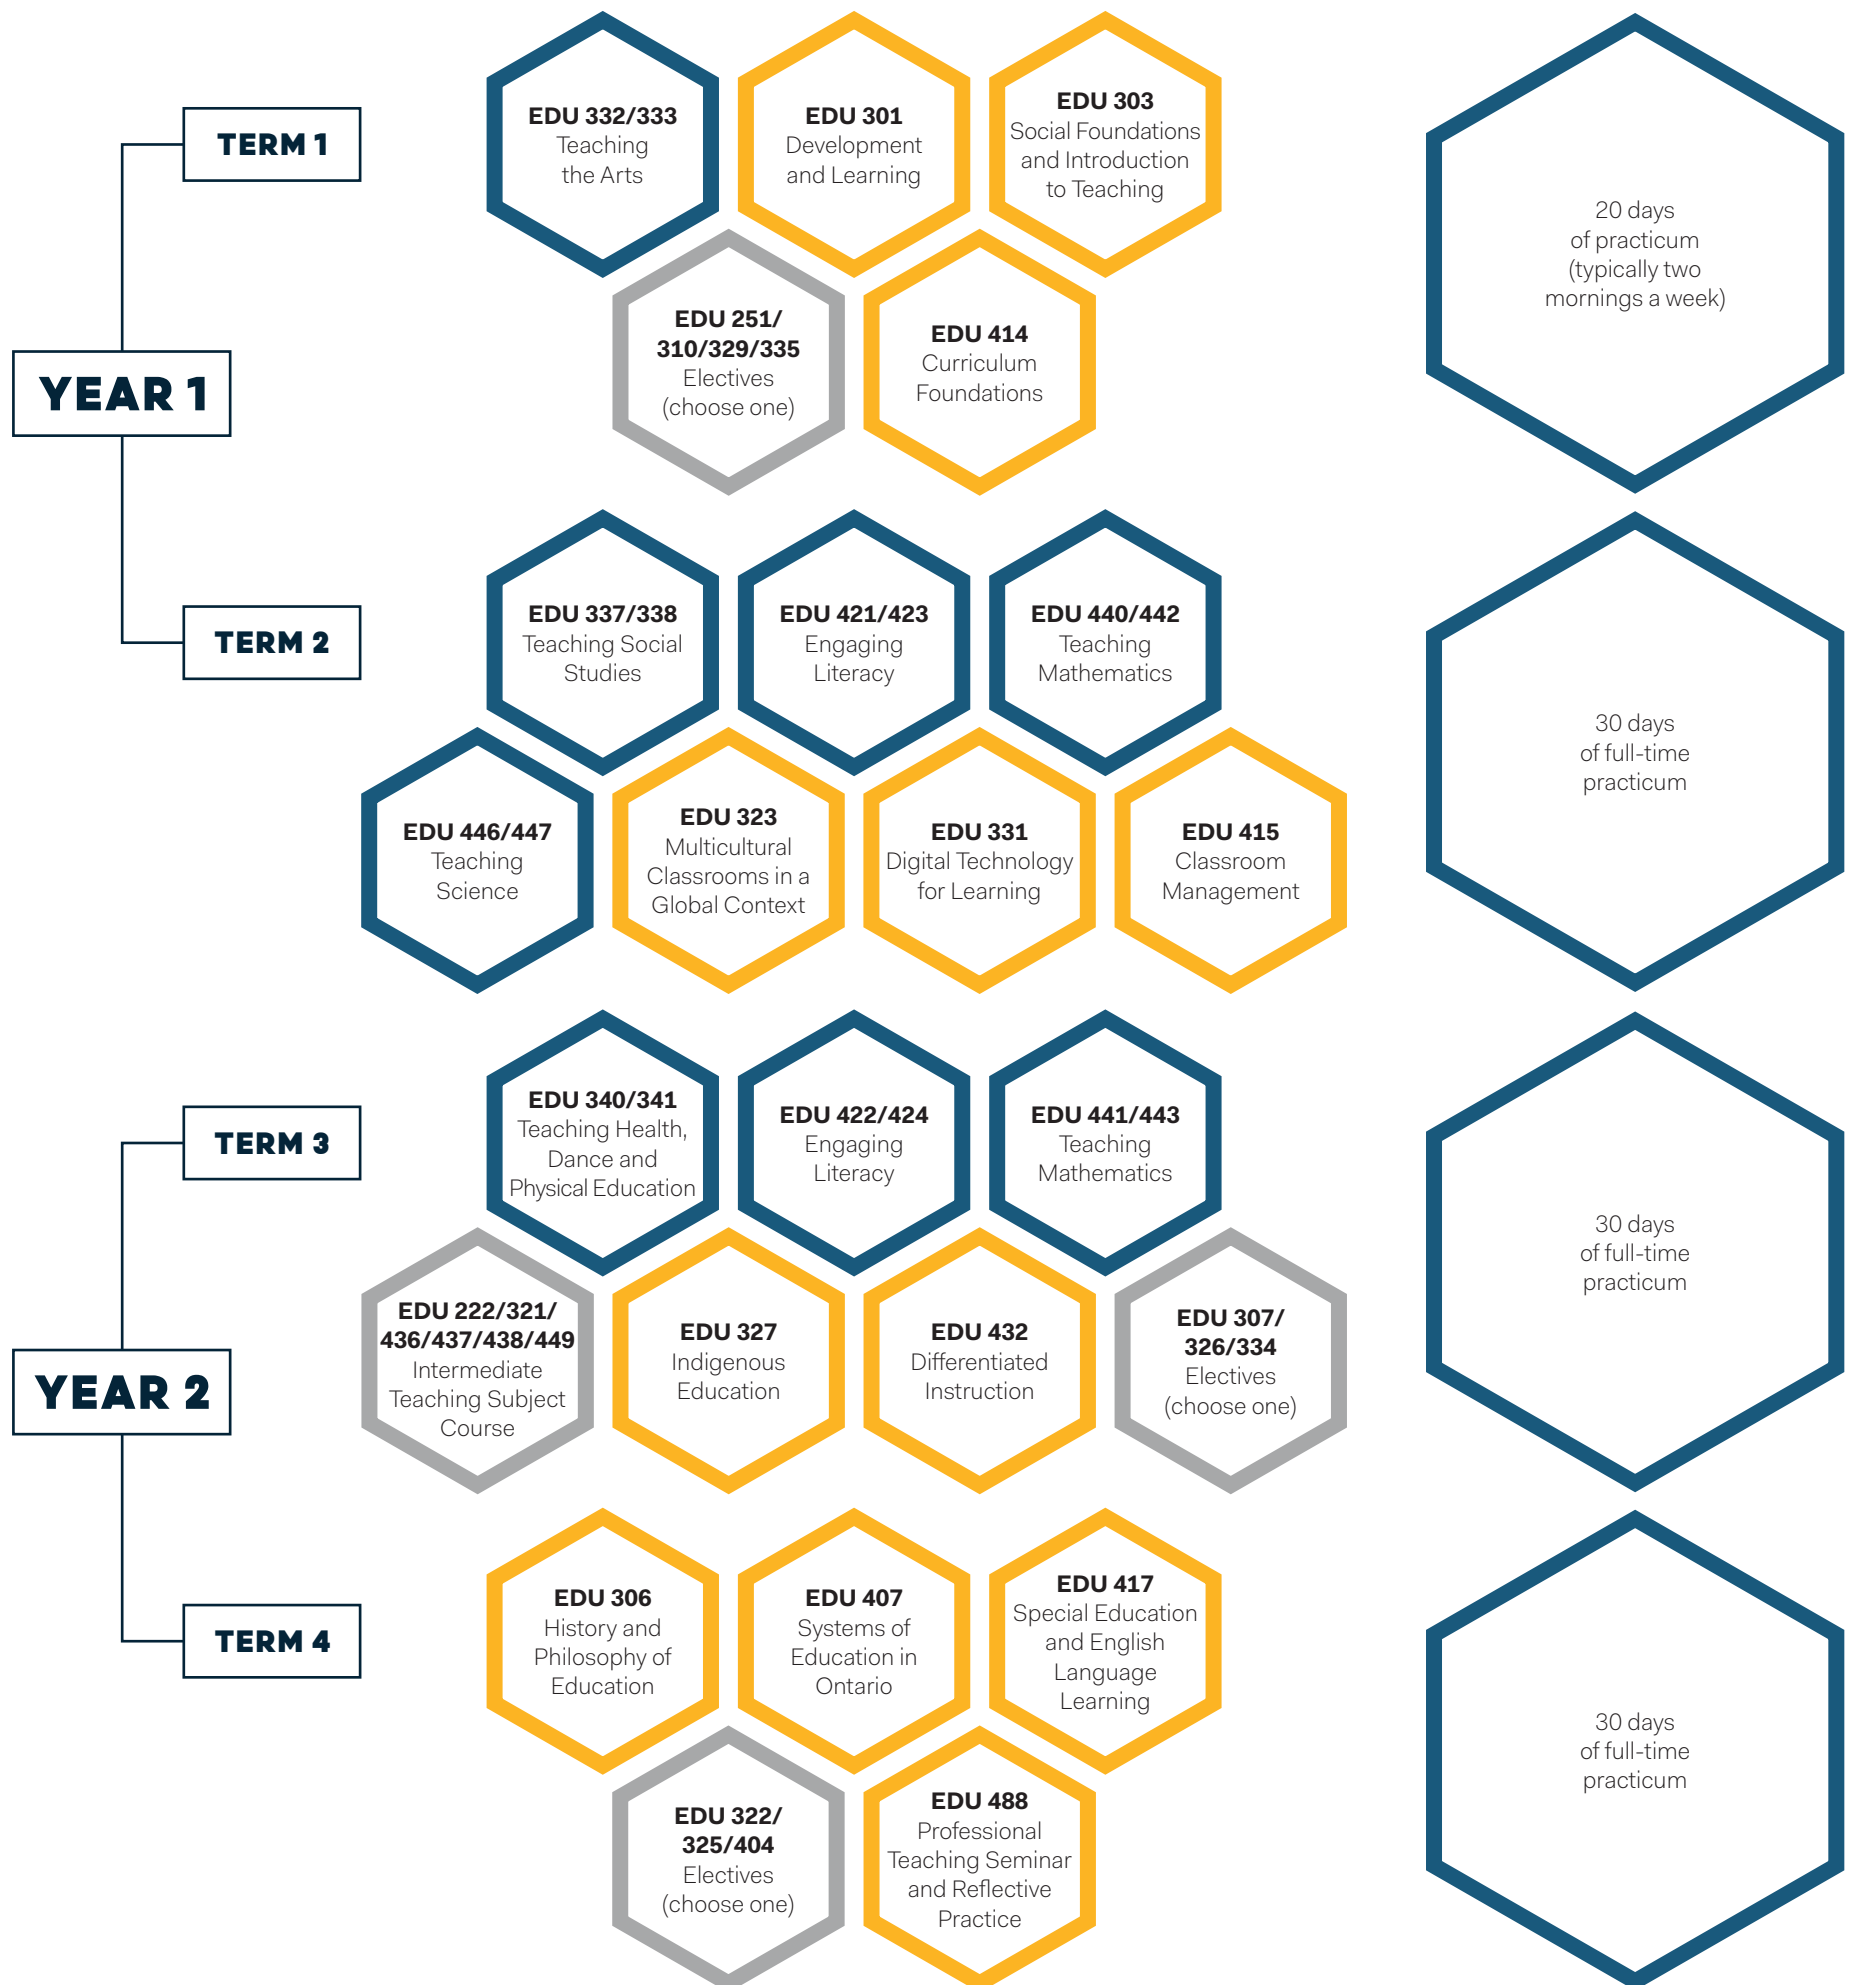 YEAR 1
TERM 1
EDU 332/333
Teaching
the Arts
EDU 301
Development
and Learning
EDU 303
Social Foundations
and Introduction
to Teaching
EDU 251/
310/329/335
Electives
(choose one)
EDU 414
Curriculum
Foundations
20 days
of practicum
(typically two
mornings a week)
TERM 2
EDU 337/338
Teaching Social
Studies
EDU 421/423
Engaging
Literacy
EDU 440/442
Teaching
Mathematics
EDU 446/447
Teaching
Science
EDU 323
Multicultural
Classrooms in a
Global Context
EDU 331
Digital Technology
for Learning
EDU 415
Classroom
Management
30 days
of full-time
practicum
YEAR 2
TERM 3
EDU 340/341
Teaching Health,
Dance and
Physical Education
EDU 422/424
Engaging
Literacy
EDU 441/443
Teaching
Mathematics
EDU 222/321/
436/437/438/449
Intermediate
Teaching Subject
Course
EDU 327
Indigenous
Education
EDU 432
Differentiated
Instruction
EDU 307/
326/334
Electives
(choose one)
30 days
of full-time
practicum
TERM 4
EDU 306
History and
Philosophy of
Education
EDU 407
Systems of
Education in
Ontario
EDU 417
Special Education
and English
Language
Learning
EDU 322/
325/404
Electives
(choose one)
EDU 488
Professional
Teaching Seminar
and Reflective
Practice
30 days
of full-time
practicum